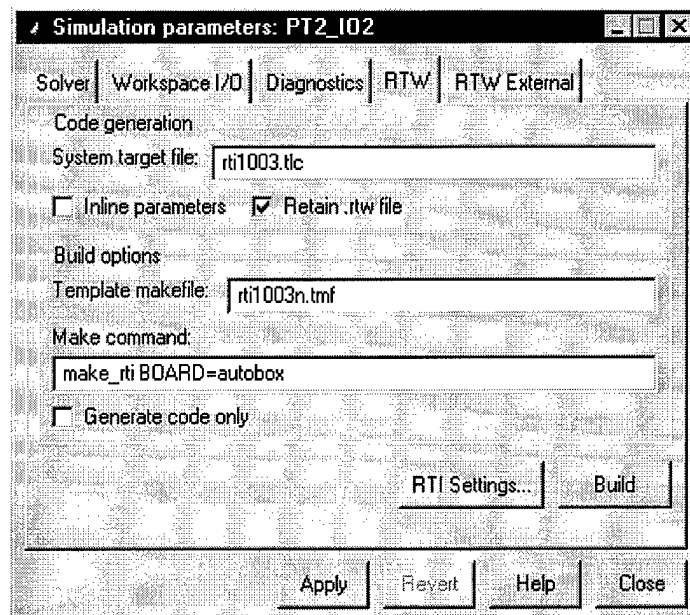 Simulation parameters: PT2_IO2
Solver Workspace I/O Diagnostics RTW RTW External
Code generation
System target file: rti1003.tlc
Inline parameters Retain .rtw file
Build options
Template makefile: rti1003n.tmf
Make command:
make_rti BOARD=autobox
Generate code only
RTI Settings... Build
Apply Revert Help Close